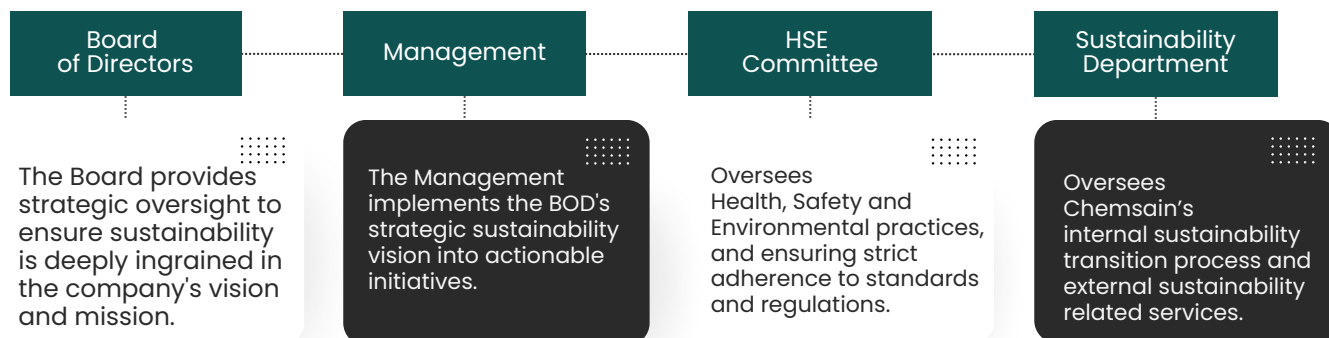 Board
of Directors
The Board provides
strategic oversight to
ensure sustainability
is deeply ingrained in
the company's vision
and mission.
Management
The Management
implements the BOD's
strategic sustainability
vision into actionable
initiatives.
HSE
Committee
Oversees
Health, Safety and
Environmental practices,
and ensuring strict
adherence to standards
and regulations.
Sustainability
Department
Oversees
Chemsain’s
internal sustainability
transition process and
external sustainability
related services.